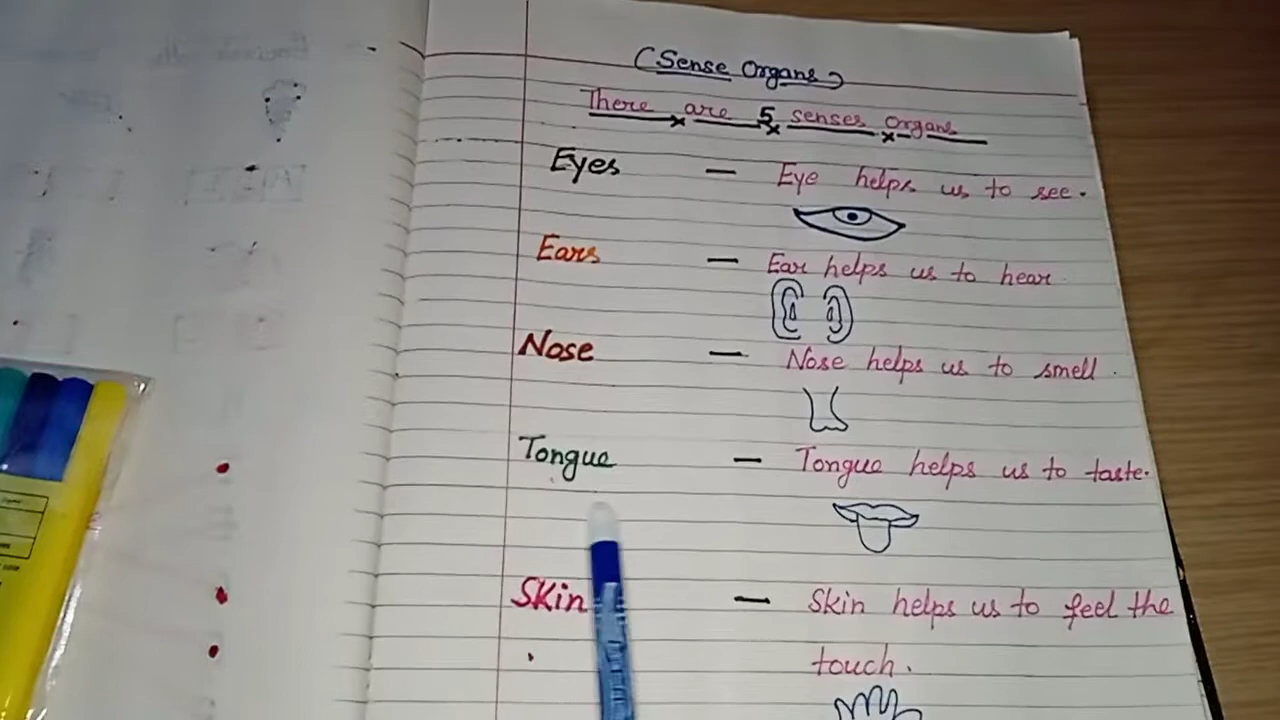 (Sense Organs)
There are 5 senses Organs
Eyes — Eye helps us to see.
Ears — Ear helps us to hear
Nose — Nose helps us to smell.
Tongue — Tongue helps us to taste.
Skin — Skin helps us to feel the
touch.